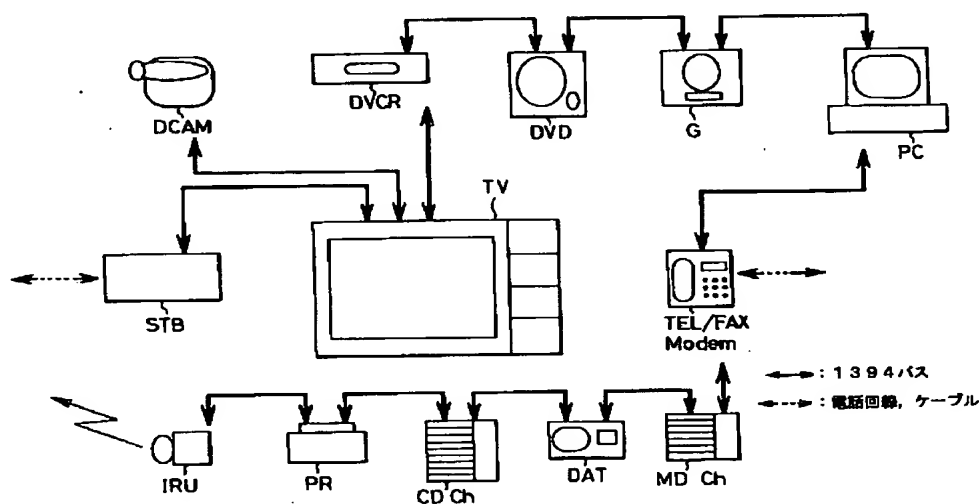 DCAM
DVCR
DVD
G
PC
TV
STB
TEL/FAX
Modem
:1394バス
:電話回線,ケーブル
IRU
PR
CD Ch
DAT
MD Ch